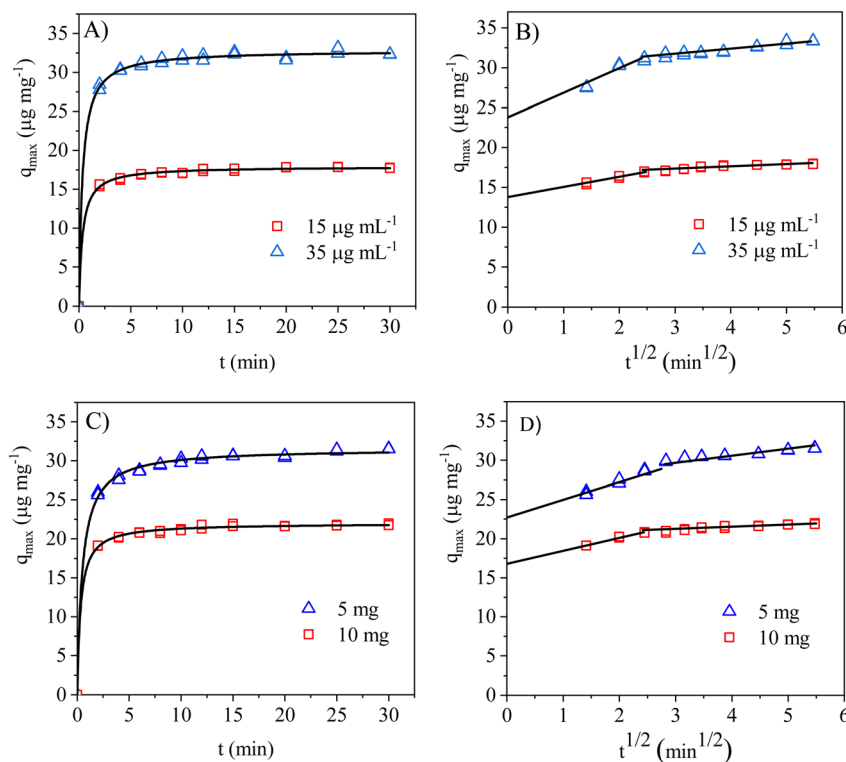 A)
q_max (μg mg⁻¹)
35
30
25
20
15
10
5
0
15 μg mL⁻¹
35 μg mL⁻¹
0 5 10 15 20 25 30
t (min)
B)
q_max (μg mg⁻¹)
35
30
25
20
15
10
5
0
15 μg mL⁻¹
35 μg mL⁻¹
0 1 2 3 4 5 6
t^1/2 (min^1/2)
C)
q_max (μg mg⁻¹)
35
30
25
20
15
10
5
0
5 mg
10 mg
0 5 10 15 20 25 30
t (min)
D)
q_max (μg mg⁻¹)
35
30
25
20
15
10
5
0
5 mg
10 mg
0 1 2 3 4 5 6
t^1/2 (min^1/2)